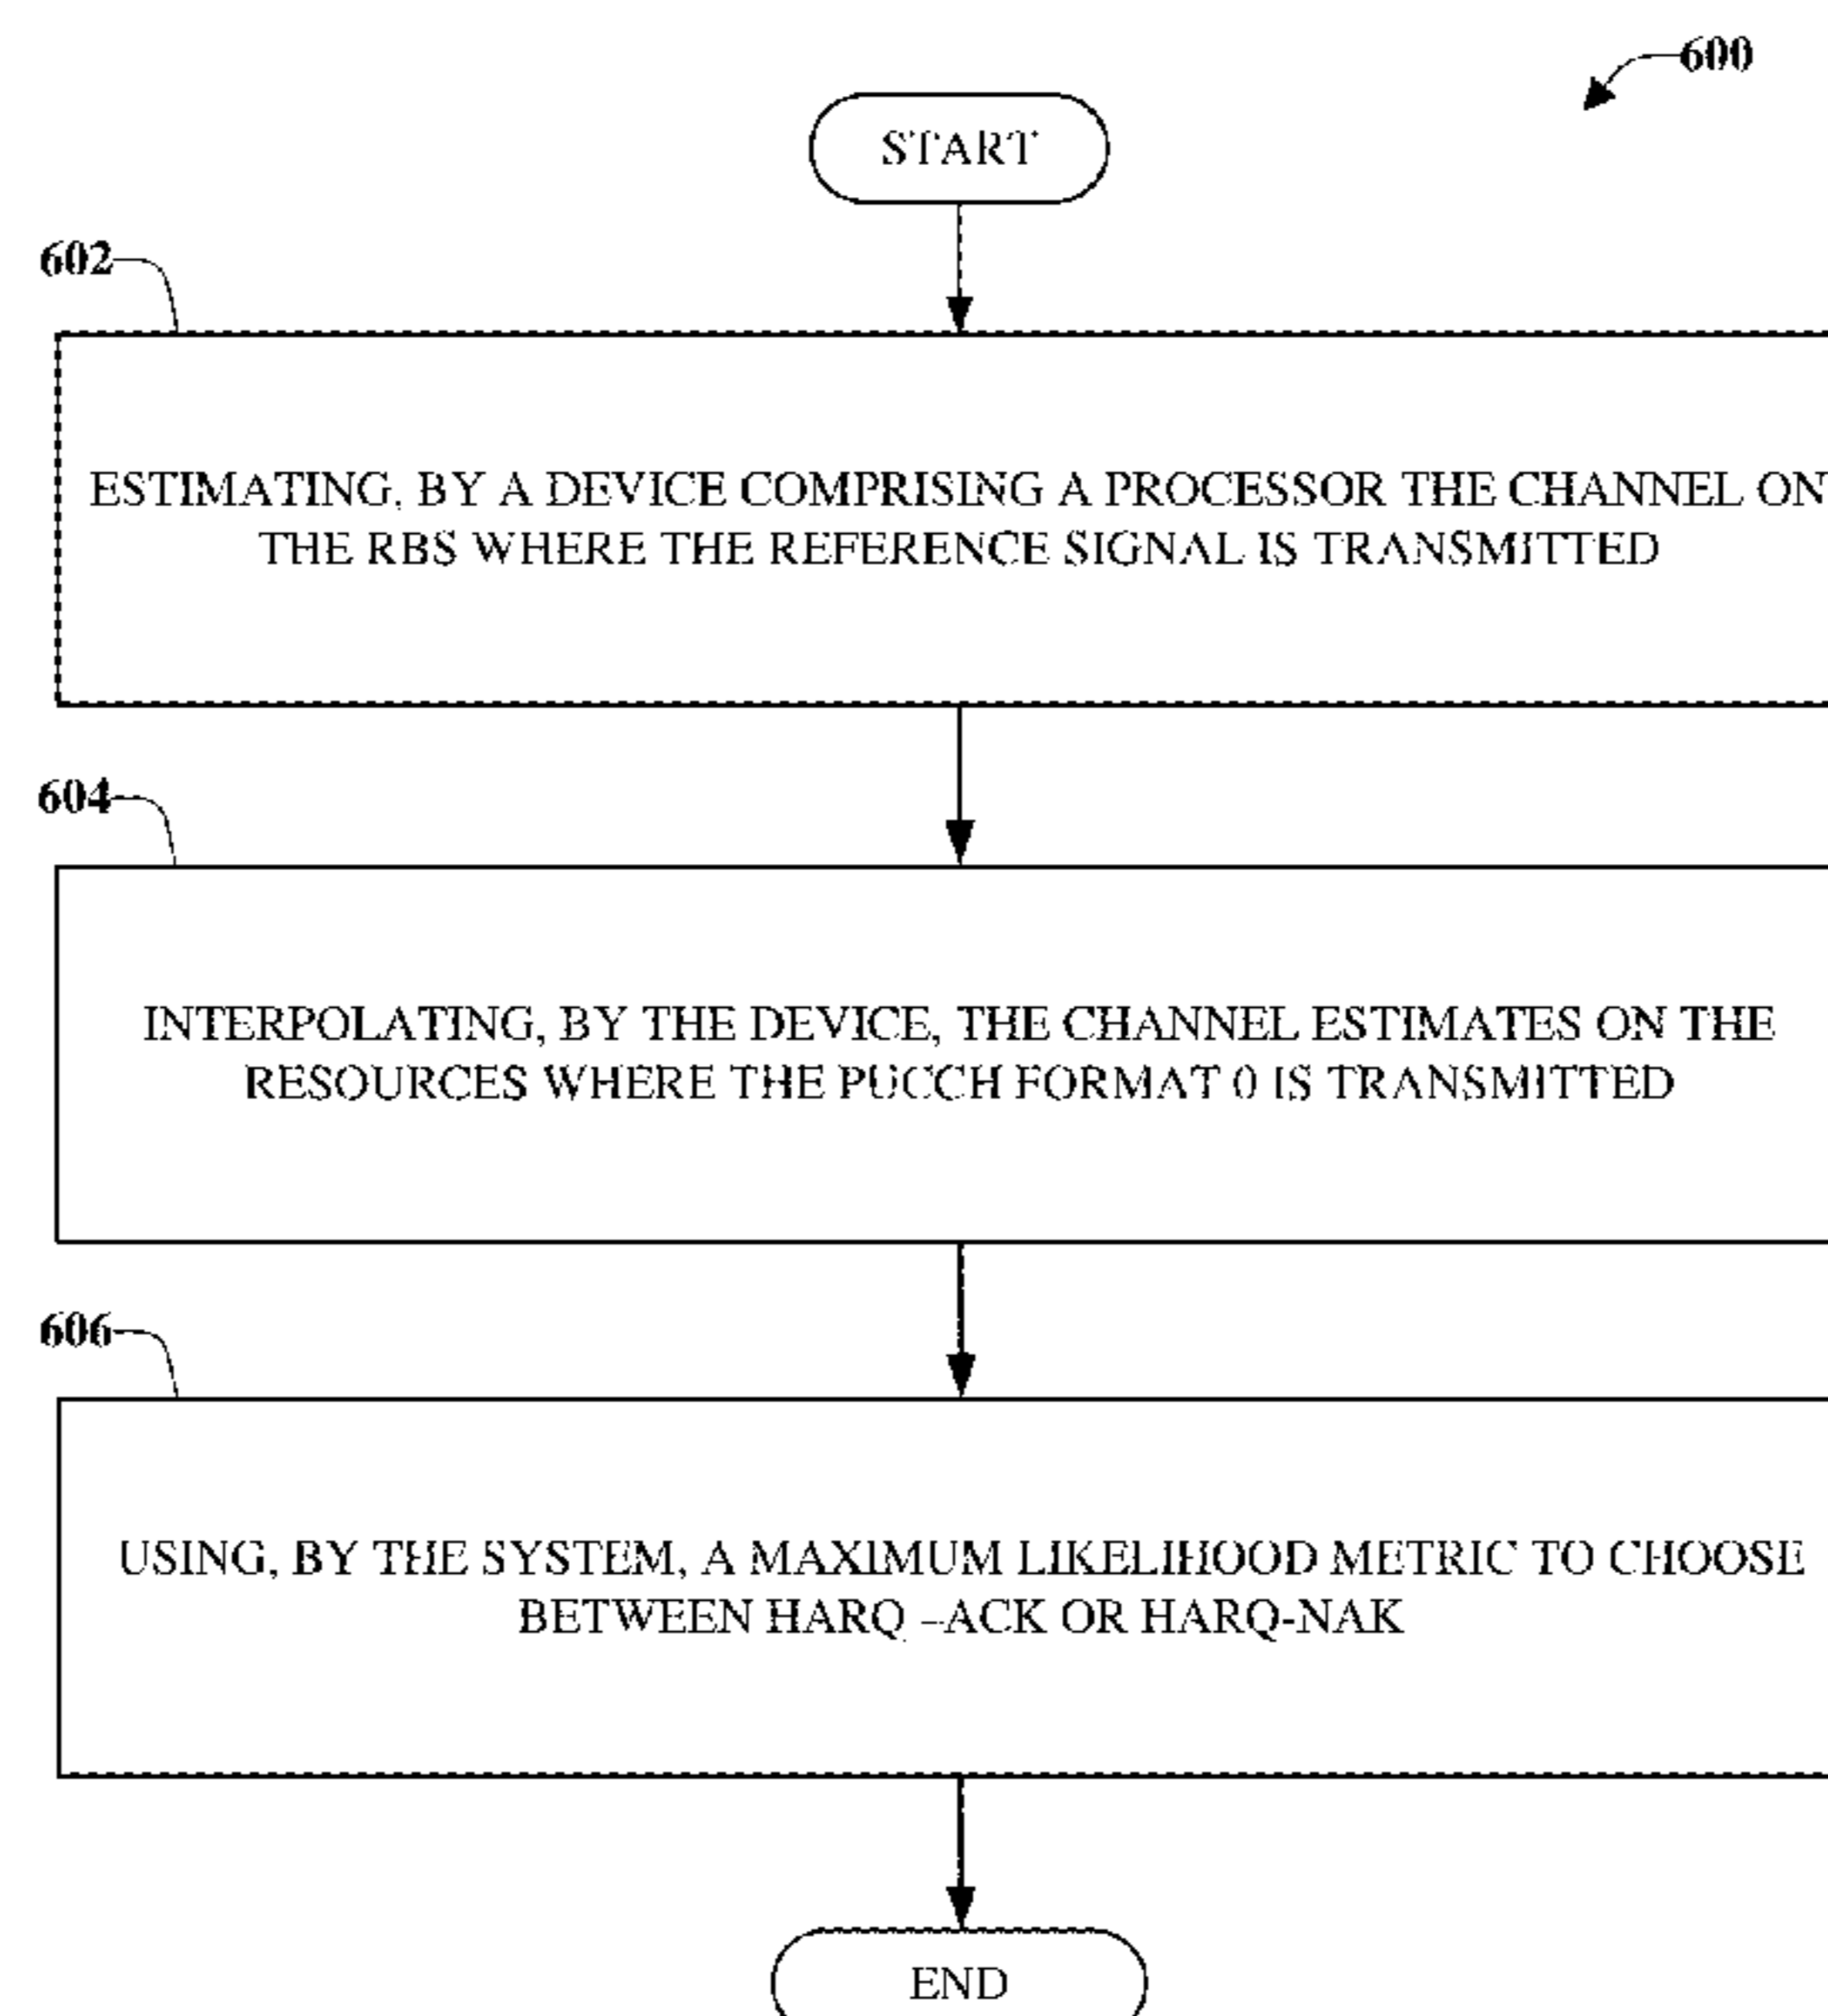 600
START
602
ESTIMATING, BY A DEVICE COMPRISING A PROCESSOR THE CHANNEL ON
THE RBS WHERE THE REFERENCE SIGNAL IS TRANSMITTED
604
INTERPOLATING, BY THE DEVICE, THE CHANNEL ESTIMATES ON THE
RESOURCES WHERE THE PUCCH FORMAT 0 IS TRANSMITTED
606
USING, BY THE SYSTEM, A MAXIMUM LIKELIHOOD METRIC TO CHOOSE
BETWEEN HARQ –ACK OR HARQ-NAK
END